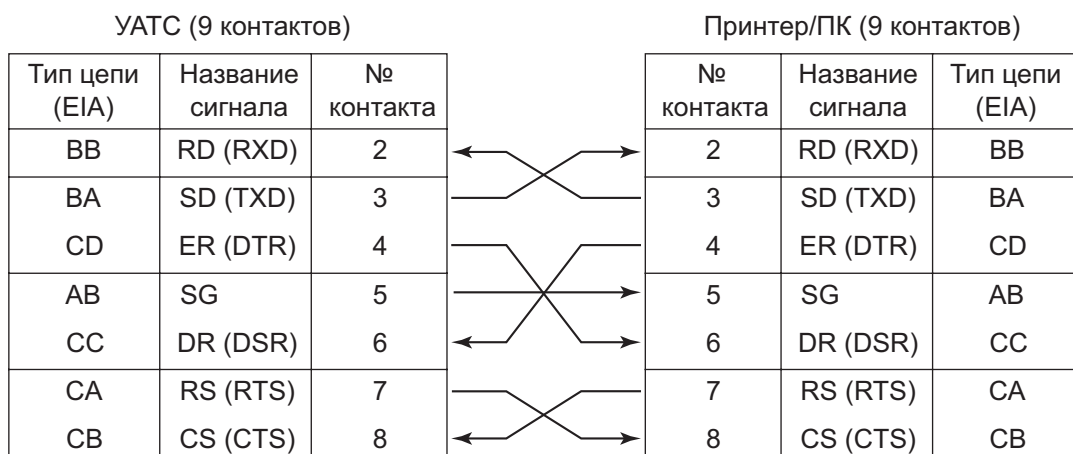 УАТС (9 контактов) Принтер/ПК (9 контактов)
Тип цепи Название № № Название Тип цепи
(EIA) сигнала контакта контакта сигнала (EIA)
BB RD (RXD) 2 2 RD (RXD) BB
BA SD (TXD) 3 3 SD (TXD) BA
CD ER (DTR) 4 4 ER (DTR) CD
AB SG 5 5 SG AB
CC DR (DSR) 6 6 DR (DSR) CC
CA RS (RTS) 7 7 RS (RTS) CA
CB CS (CTS) 8 8 CS (CTS) CB